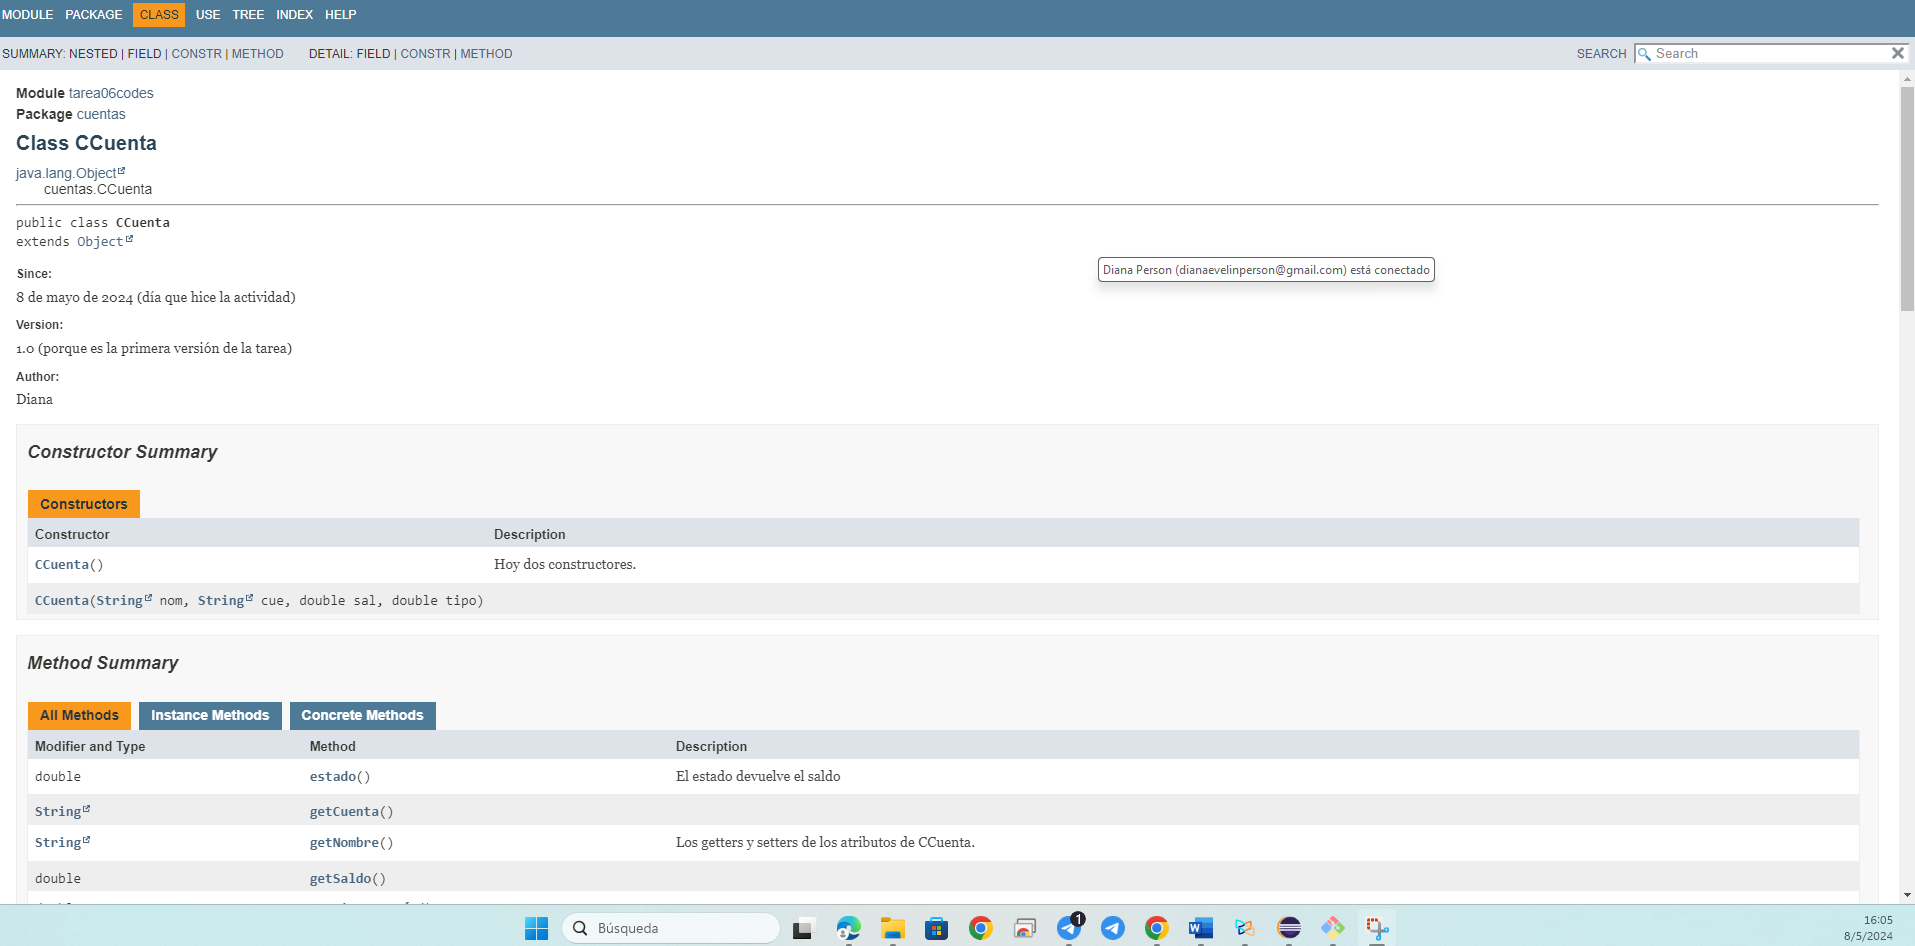 MODULE PACKAGE CLASS USE TREE INDEX HELP
SUMMARY: NESTED | FIELD | CONSTR | METHOD DETAIL: FIELD | CONSTR | METHOD SEARCH Search
Module tarea06codes
Package cuentas
Class CCuenta
java.lang.Object
cuentas.CCuenta
public class CCuenta
extends Object
Diana Person (dianaevelinperson@gmail.com) está conectado
Since:
8 de mayo de 2024 (día que hice la actividad)
Version:
1.0 (porque es la primera versión de la tarea)
Author:
Diana
Constructor Summary
Constructors
Constructor Description
CCuenta() Hoy dos constructores.
CCuenta(String nom, String cue, double sal, double tipo)
Method Summary
All Methods Instance Methods Concrete Methods
Modifier and Type Method Description
double estado() El estado devuelve el saldo
String getCuenta()
String getNombre() Los getters y setters de los atributos de CCuenta.
double getSaldo()
Búsqueda 1 16:05
8/5/2024